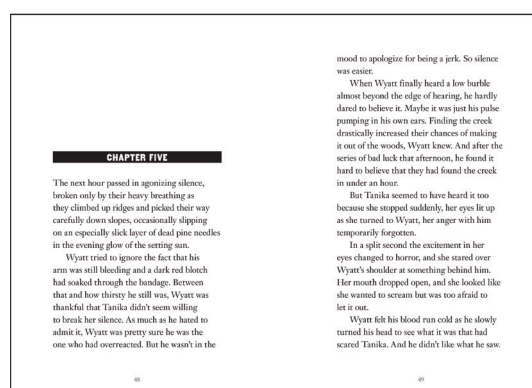 CHAPTER FIVE
The next hour passed in agonizing silence,
broken only by their heavy breathing as
they climbed up ridges and picked their way
carefully down slopes, occasionally slipping
on an especially slick layer of dead pine needles
in the evening glow of the setting sun.
Wyatt tried to ignore the fact that his
arm was still bleeding and a dark red blotch
had soaked through the bandage. Between
that and how thirsty he still was, Wyatt was
thankful that Tanika didn't seem willing
to break her silence. As much as he hated to
admit it, Wyatt was pretty sure he was the
one who had overreacted. But he wasn't in the
48
mood to apologize for being a jerk. So silence
was easier.
When Wyatt finally heard a low burble
almost beyond the edge of hearing, he hardly
dared to believe it. Maybe it was just his pulse
pumping in his own ears. Finding the creek
drastically increased their chances of making
it out of the woods, Wyatt knew. And after the
series of bad luck that afternoon, he found it
hard to believe that they had found the creek
in under an hour.
But Tanika seemed to have heard it too
because she stopped suddenly, her eyes lit up
as she turned to Wyatt, her anger with him
temporarily forgotten.
In a split second the excitement in her
eyes changed to horror, and she stared over
Wyatt's shoulder at something behind him.
Her mouth dropped open, and she looked like
she wanted to scream but was too afraid to
let it out.
Wyatt felt his blood run cold as he slowly
turned his head to see what it was that had
scared Tanika. And he didn't like what he saw.
49